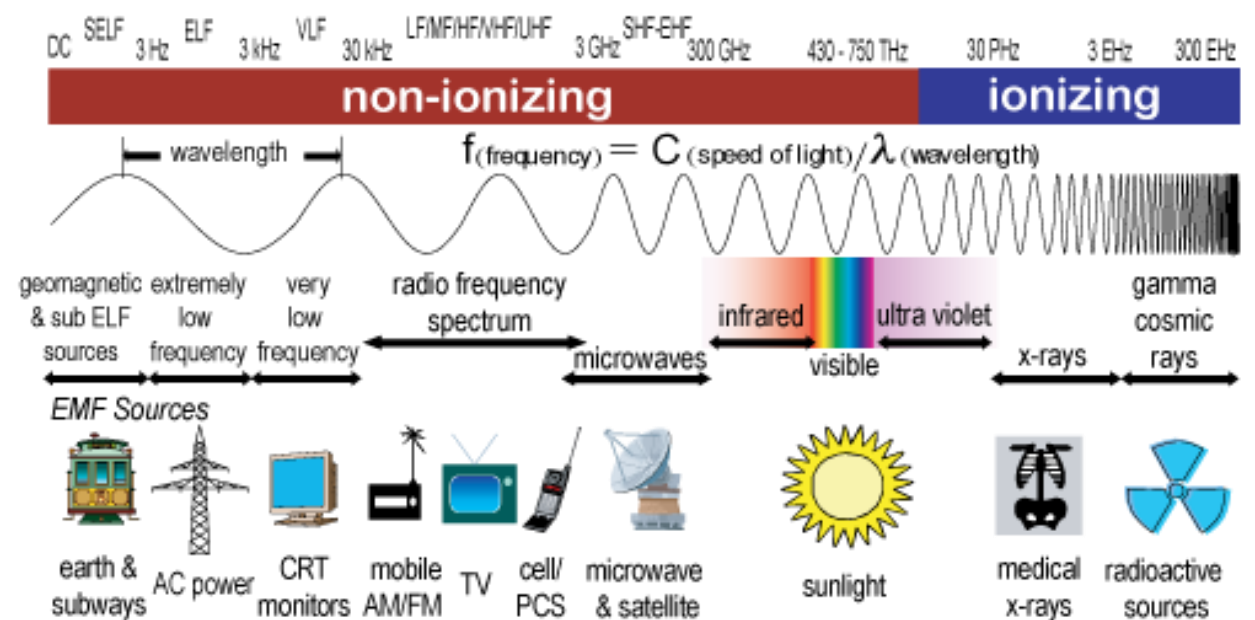 DC SELF 3 Hz ELF 3 kHz VLF 30 kHz LF/MF/HF/VHF/UHF 3 GHz SHF-EHF 300 GHz 430 - 750 THz 30 PHz 3 EHz 300 EHz
non-ionizing ionizing
wavelength
f(frequency) = C (speed of light)/λ (wavelength)
geomagnetic
& sub ELF
sources
extremely
low
frequency
very
low
frequency
radio frequency
spectrum
microwaves
infrared
visible
ultra violet
x-rays
gamma
cosmic
rays
EMF Sources
earth &
subways
AC power
CRT
monitors
mobile
AM/FM
TV
cell/
PCS
microwave
& satellite
sunlight
medical
x-rays
radioactive
sources